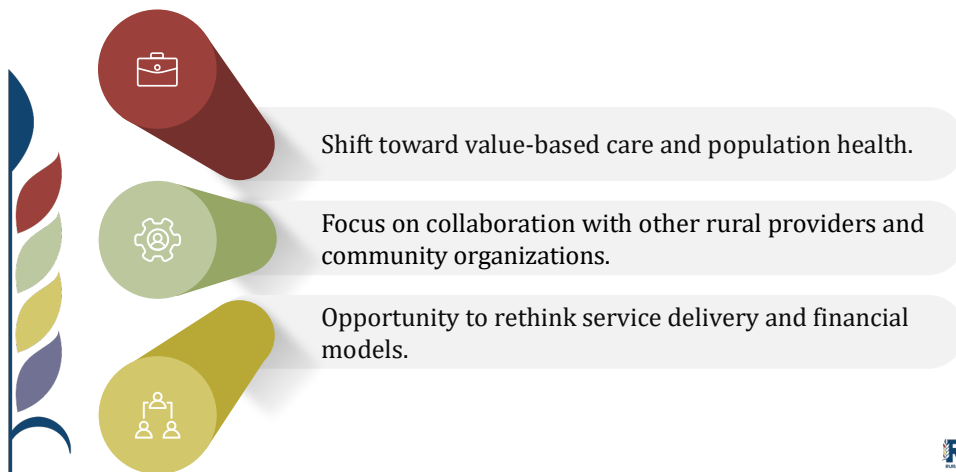 Shift toward value-based care and population health.
Focus on collaboration with other rural providers and
community organizations.
Opportunity to rethink service delivery and financial
models.